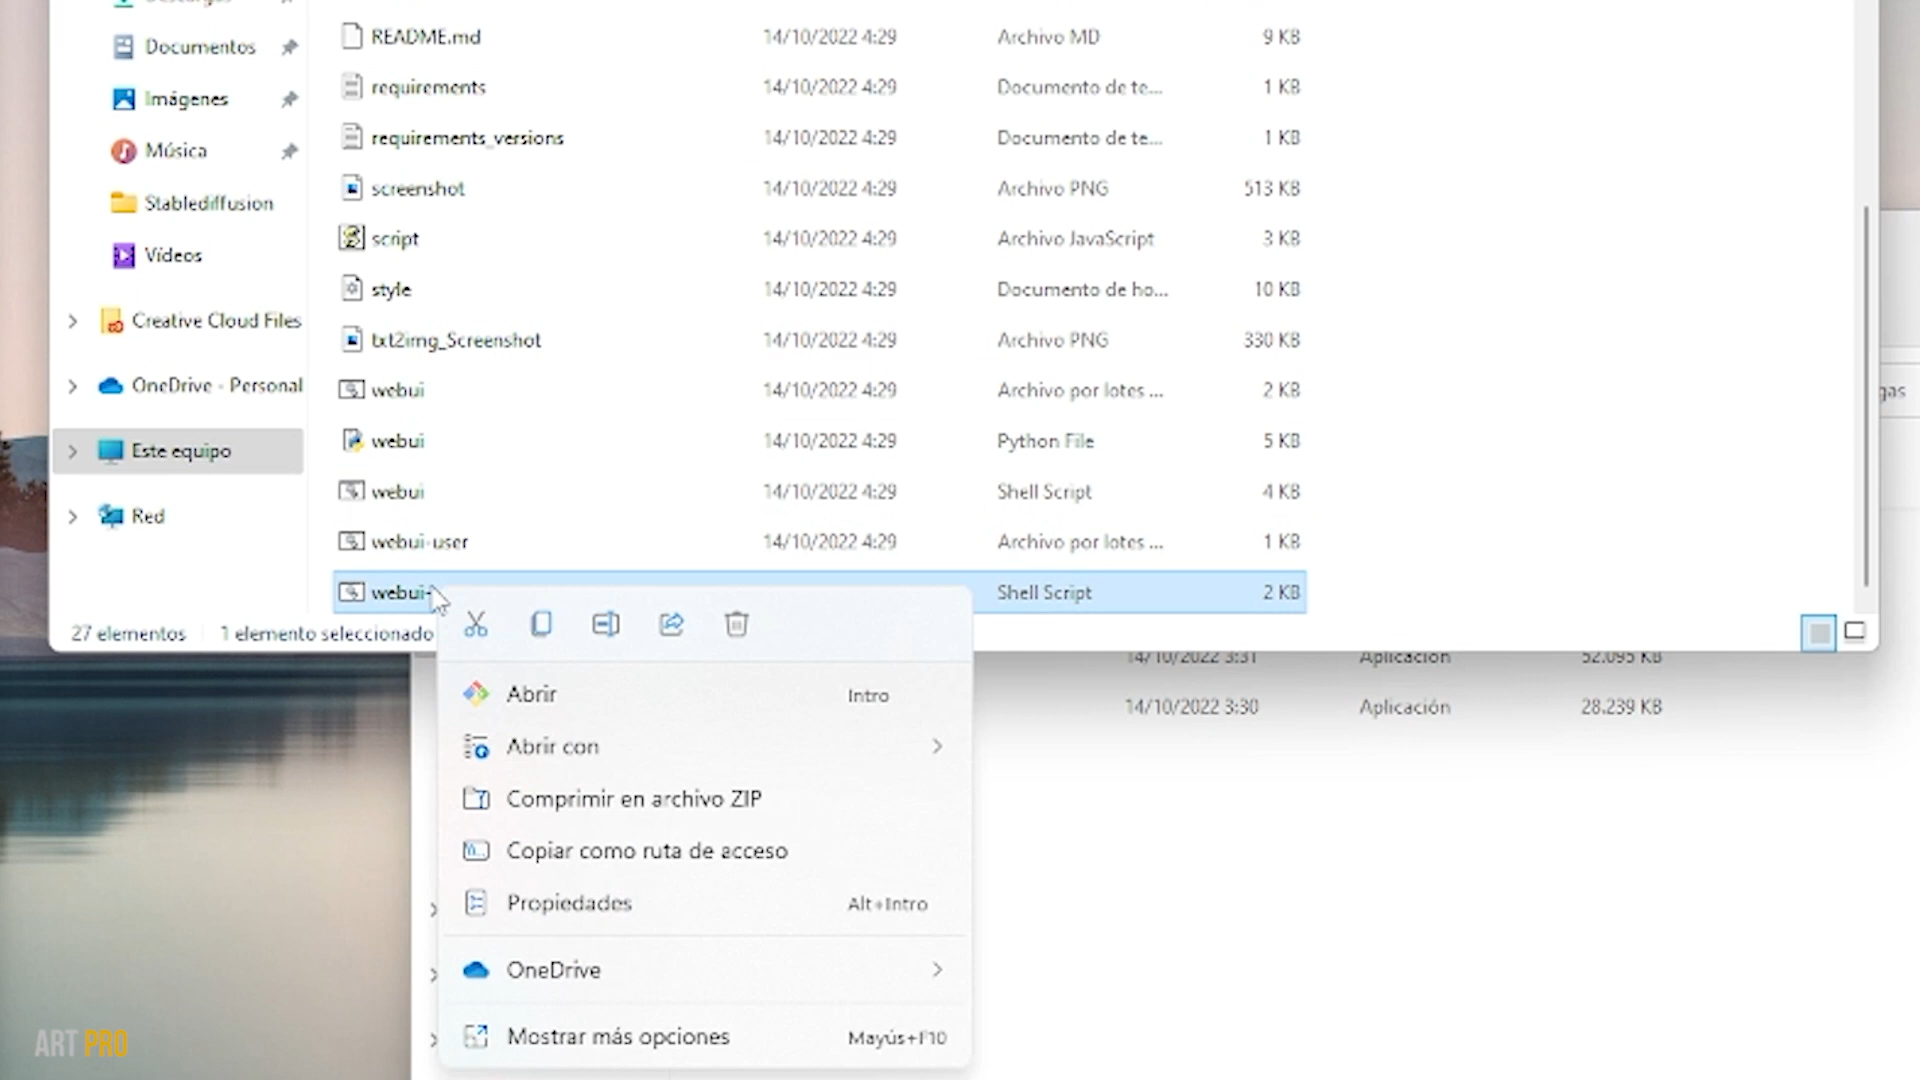 Descargas
Documentos
Imágenes
Música
Stablediffusion
Vídeos
Creative Cloud Files
OneDrive - Personal
Este equipo
Red
README.md 14/10/2022 4:29 Archivo MD 9 KB
requirements 14/10/2022 4:29 Documento de te... 1 KB
requirements_versions 14/10/2022 4:29 Documento de te... 1 KB
screenshot 14/10/2022 4:29 Archivo PNG 513 KB
script 14/10/2022 4:29 Archivo JavaScript 3 KB
style 14/10/2022 4:29 Documento de ho... 10 KB
txt2img_Screenshot 14/10/2022 4:29 Archivo PNG 330 KB
webui 14/10/2022 4:29 Archivo por lotes ... 2 KB
webui 14/10/2022 4:29 Python File 5 KB
webui 14/10/2022 4:29 Shell Script 4 KB
webui-user 14/10/2022 4:29 Archivo por lotes ... 1 KB
webui- Shell Script 2 KB
27 elementos 1 elemento seleccionado
gas
14/10/2022 3:31 Aplicación 52.095 KB
14/10/2022 3:30 Aplicación 28.239 KB
Abrir Intro
Abrir con
Comprimir en archivo ZIP
Copiar como ruta de acceso
Propiedades Alt+Intro
OneDrive
Mostrar más opciones Mayús+F10
ART PRO